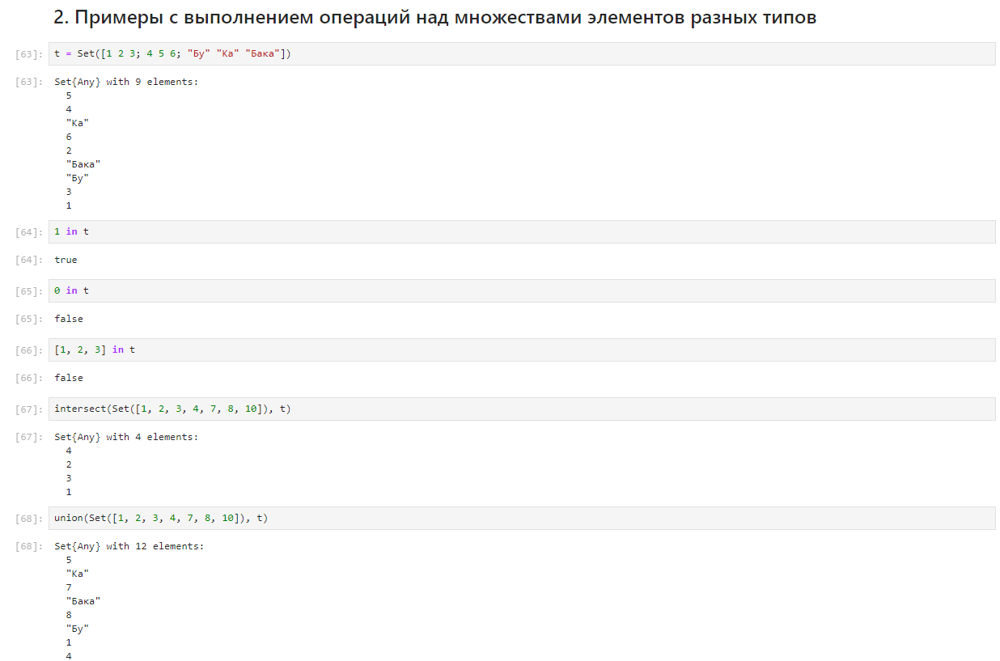 2. Примеры с выполнением операций над множествами элементов разных типов
[63]: t = Set([1 2 3; 4 5 6; "Бу" "Ка" "Бака"])
[63]: Set{Any} with 9 elements:
5
4
"Ка"
6
2
"Бака"
"Бу"
3
1
[64]: 1 in t
[64]: true
[65]: 0 in t
[65]: false
[66]: [1, 2, 3] in t
[66]: false
[67]: intersect(Set([1, 2, 3, 4, 7, 8, 10]), t)
[67]: Set{Any} with 4 elements:
4
2
3
1
[68]: union(Set([1, 2, 3, 4, 7, 8, 10]), t)
[68]: Set{Any} with 12 elements:
5
"Ка"
7
"Бака"
8
"Бу"
1
4